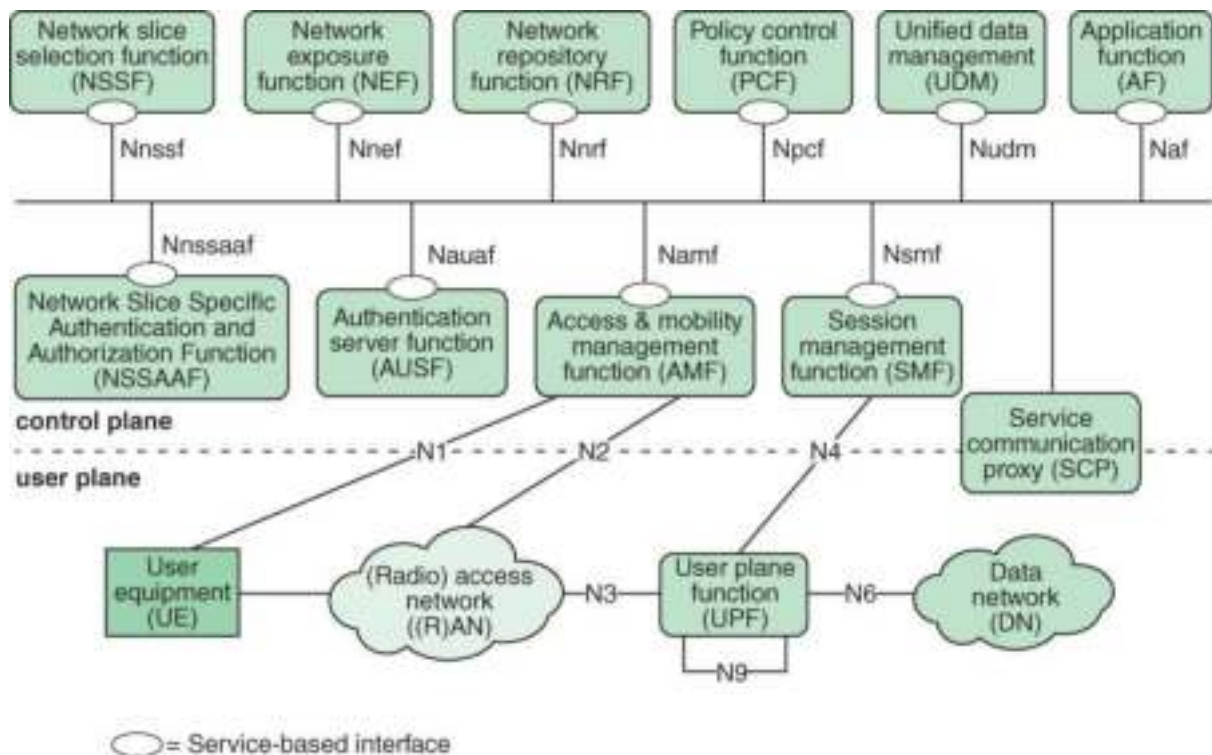 Network slice
selection function
(NSSF)
Network
exposure
function (NEF)
Network
repository
function (NRF)
Policy control
function
(PCF)
Unified data
management
(UDM)
Application
function
(AF)
Nnssf
Nnef
Nnrf
Npcf
Nudm
Naf
Nnssaaf
Nauaf
Namf
Nsmf
Network Slice Specific
Authentication and
Authorization Function
(NSSAAF)
Authentication
server function
(AUSF)
Access & mobility
management
function (AMF)
Session
management
function (SMF)
Service
communication
proxy (SCP)
control plane
N1
N2
N4
user plane
User
equipment
(UE)
(Radio) access
network
((R)AN)
N3
User plane
function
(UPF)
N6
Data
network
(DN)
N9
= Service-based interface